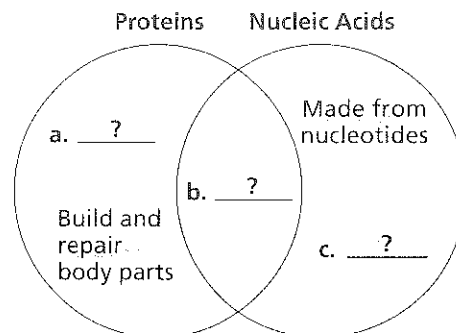 Proteins Nucleic Acids
a. ?
Build and
repair
body parts
b. ?
Made from
nucleotides
c. ?